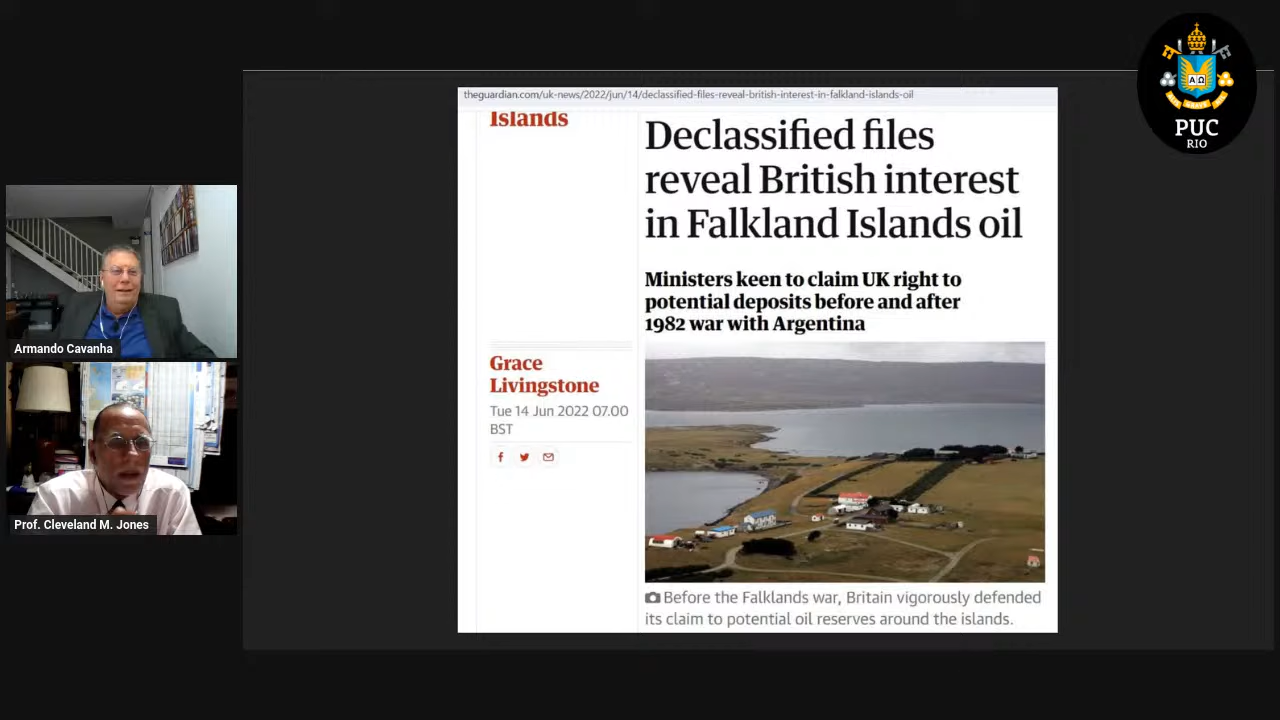 theguardian.com/uk-news/2022/jun/14/declassified-files-reveal-british-interest-in-falkland-islands-oil
Islands
Declassified files
reveal British interest
in Falkland Islands oil
Ministers keen to claim UK right to
potential deposits before and after
1982 war with Argentina
Grace
Livingstone
Tue 14 Jun 2022 07.00
BST
Before the Falklands war, Britain vigorously defended
its claim to potential oil reserves around the islands.
Armando Cavanha
Prof. Cleveland M. Jones
ΑΩ
PUC
RIO